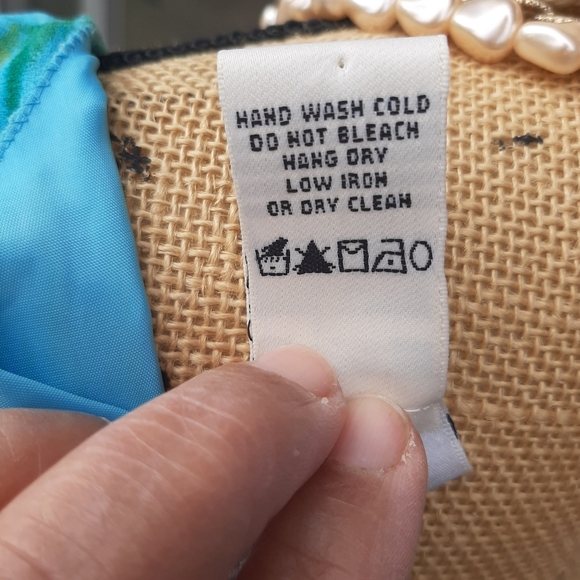 HAND WASH COLD
DO NOT BLEACH
HANG DRY
LOW IRON
OR DRY CLEAN